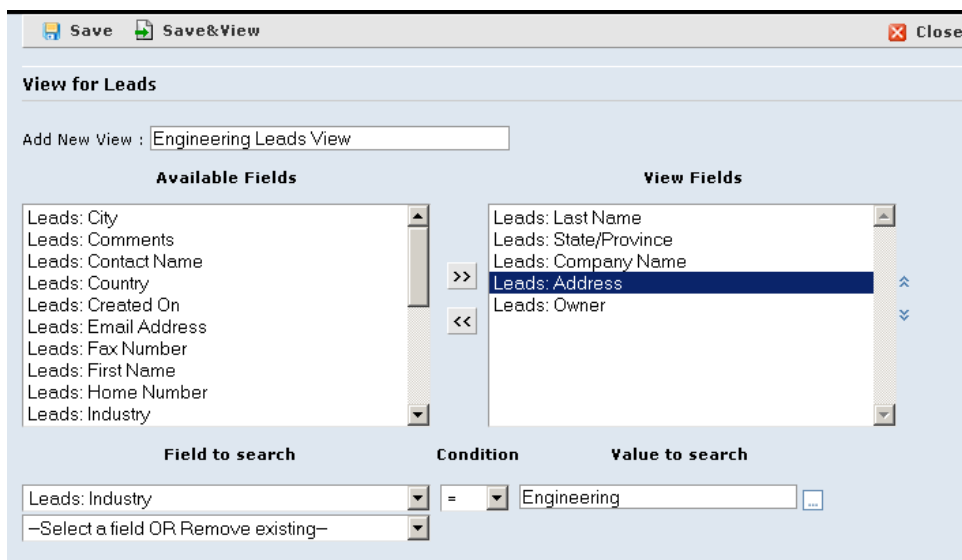 Save Save&View Close
View for Leads
Add New View : Engineering Leads View
Available Fields View Fields
Leads: City
Leads: Comments
Leads: Contact Name
Leads: Country
Leads: Created On
Leads: Email Address
Leads: Fax Number
Leads: First Name
Leads: Home Number
Leads: Industry
>>
<<
Leads: Last Name
Leads: State/Province
Leads: Company Name
Leads: Address
Leads: Owner
Field to search Condition Value to search
Leads: Industry = Engineering ...
--Select a field OR Remove existing--